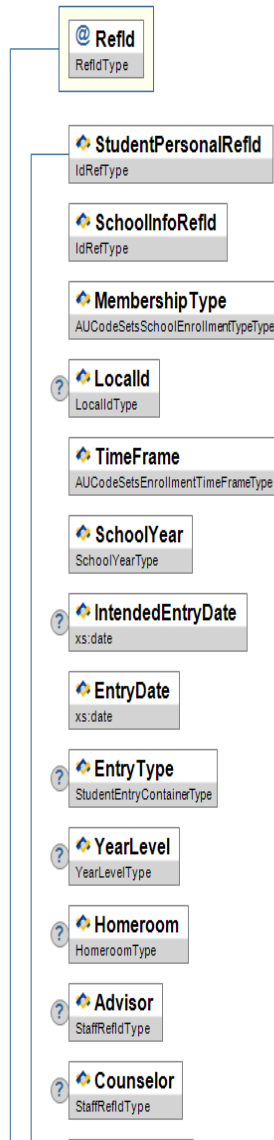 @ RefId
RefIdType
StudentPersonalRefId
IdRefType
SchoolInfoRefId
IdRefType
MembershipType
AUCodeSetsSchoolEnrollmentTypeType
? LocalId
LocalIdType
TimeFrame
AUCodeSetsEnrollmentTimeFrameType
SchoolYear
SchoolYearType
? IntendedEntryDate
xs:date
EntryDate
xs:date
? EntryType
StudentEntryContainerType
? YearLevel
YearLevelType
? Homeroom
HomeroomType
? Advisor
StaffRefIdType
? Counselor
StaffRefIdType